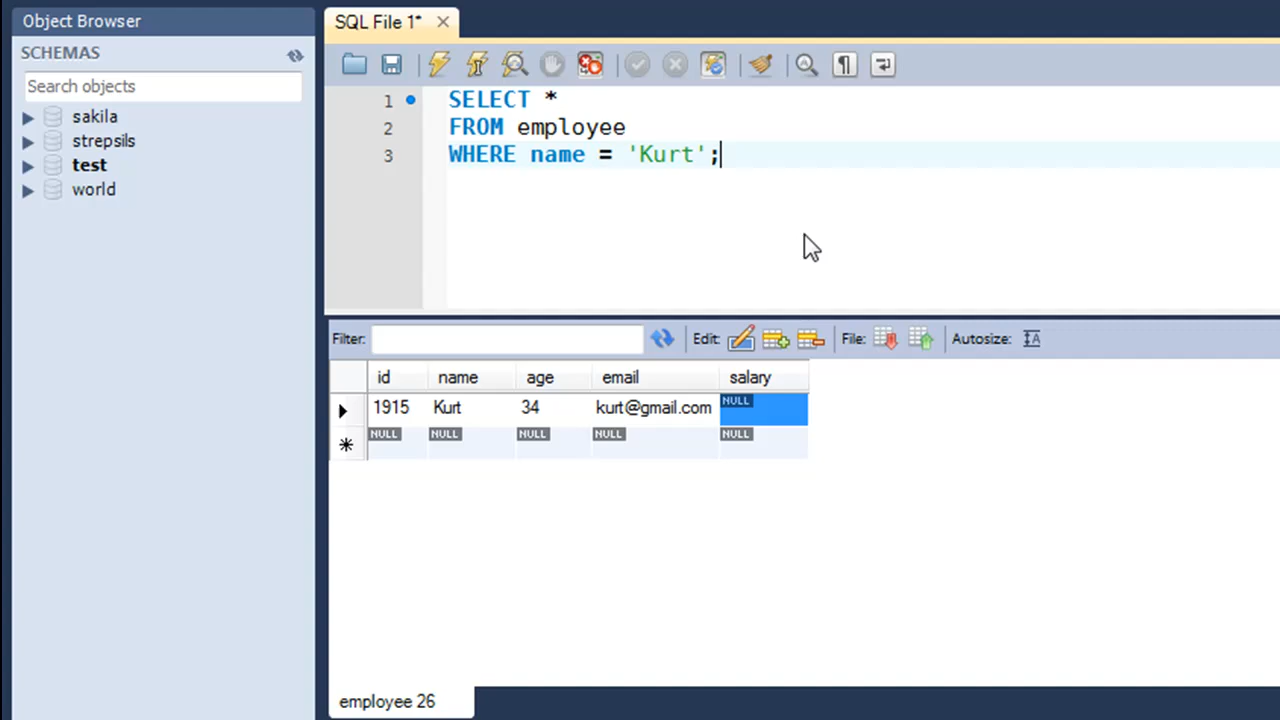 Object Browser
SCHEMAS
Search objects
sakila
strepsils
test
world
SQL File 1*
1 SELECT *
2 FROM employee
3 WHERE name = 'Kurt';
Filter: Edit: File: Autosize:
id name age email salary
1915 Kurt 34 kurt@gmail.com NULL
NULL NULL NULL NULL NULL
employee 26